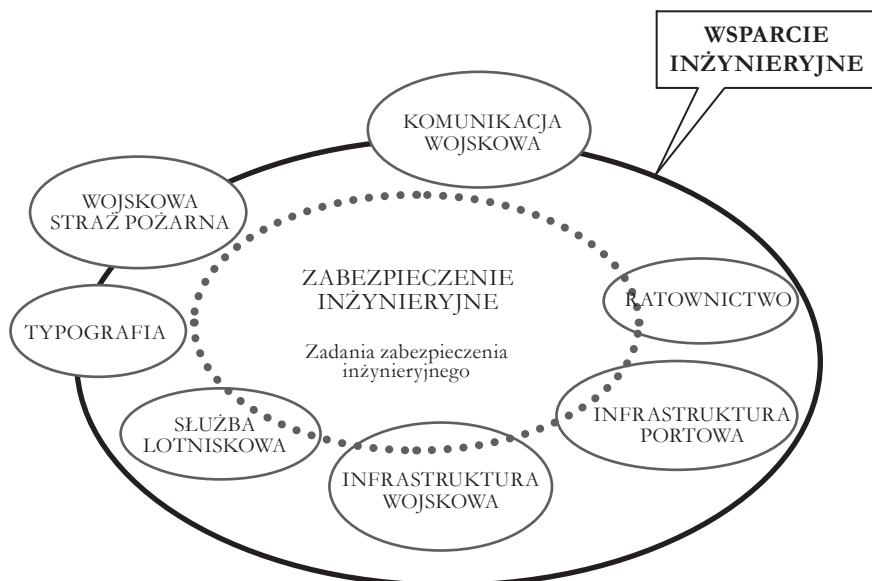 WSPARCIE
INŻYNIERYJNE
KOMUNIKACJA
WOJSKOWA
WOJSKOWA
STRAŻ POŻARNA
ZABEZPIECZENIE
INŻYNIERYJNE
RATOWNICTWO
TYPOGRAFIA
Zadania zabezpieczenia
inżynieryjnego
SŁUŻBA
LOTNISKOWA
INFRASTRUKTURA
PORTOWA
INFRASTRUKTURA
WOJSKOWA